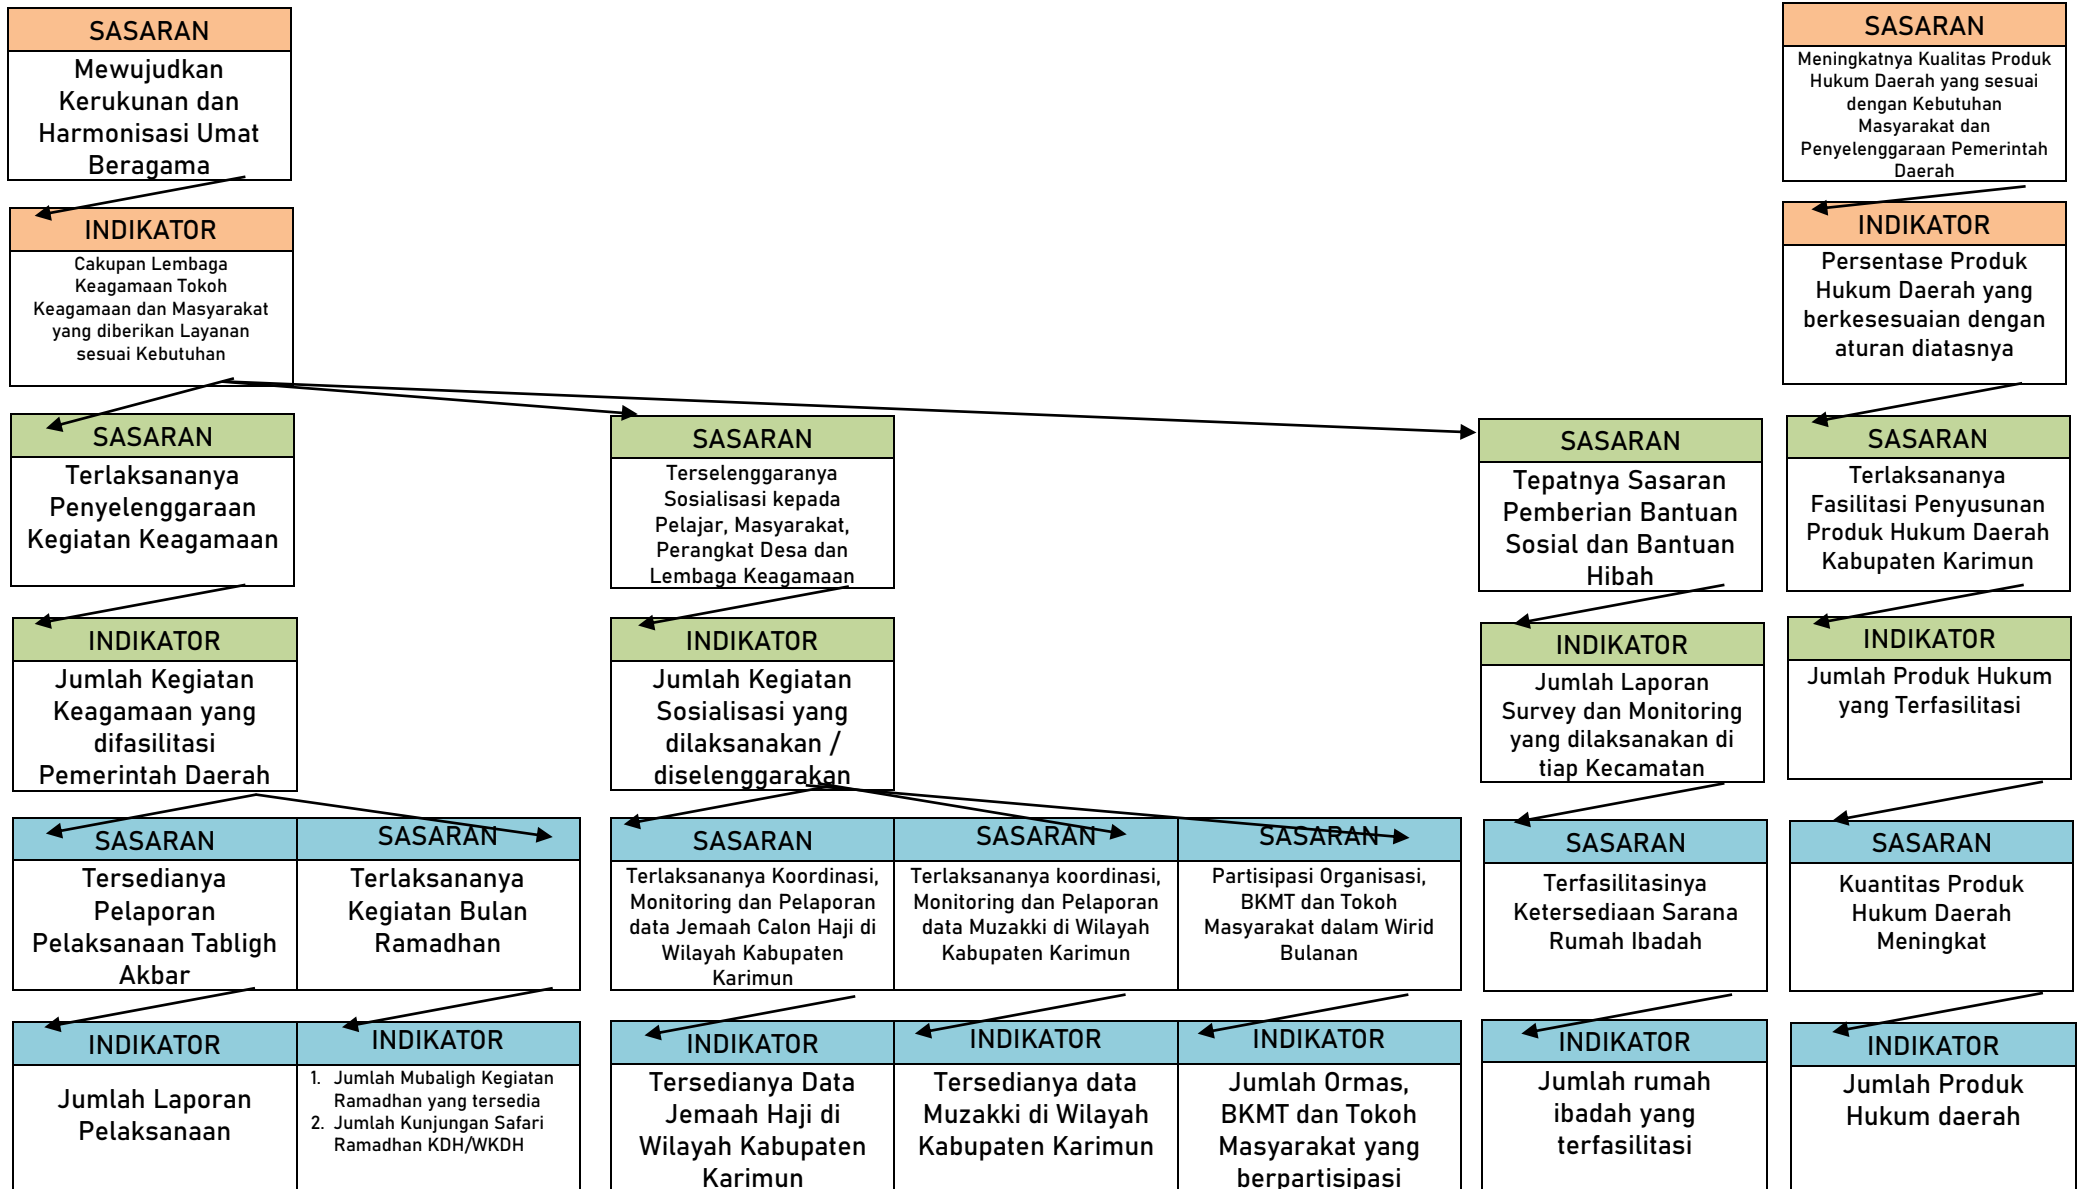 SASARAN
Mewujudkan
Kerukunan dan
Harmonisasi Umat
Beragama
SASARAN
Meningkatnya Kualitas Produk
Hukum Daerah yang sesuai
dengan Kebutuhan
Masyarakat dan
Penyelenggaraan Pemerintah
Daerah
INDIKATOR
Cakupan Lembaga
Keagamaan Tokoh
Keagamaan dan Masyarakat
yang diberikan Layanan
sesuai Kebutuhan
INDIKATOR
Persentase Produk
Hukum Daerah yang
berkesesuaian dengan
aturan diatasnya
SASARAN
Terlaksananya
Penyelenggaraan
Kegiatan Keagamaan
SASARAN
Terselenggaranya
Sosialisasi kepada
Pelajar, Masyarakat,
Perangkat Desa dan
Lembaga Keagamaan
SASARAN
Tepatnya Sasaran
Pemberian Bantuan
Sosial dan Bantuan
Hibah
SASARAN
Terlaksananya
Fasilitasi Penyusunan
Produk Hukum Daerah
Kabupaten Karimun
INDIKATOR
Jumlah Kegiatan
Keagamaan yang
difasilitasi
Pemerintah Daerah
INDIKATOR
Jumlah Kegiatan
Sosialisasi yang
dilaksanakan /
diselenggarakan
INDIKATOR
Jumlah Laporan
Survey dan Monitoring
yang dilaksanakan di
tiap Kecamatan
INDIKATOR
Jumlah Produk Hukum
yang Terfasilitasi
SASARAN
Tersedianya
Pelaporan
Pelaksanaan Tabligh
Akbar
SASARAN
Terlaksananya
Kegiatan Bulan
Ramadhan
SASARAN
Terlaksananya Koordinasi,
Monitoring dan Pelaporan
data Jemaah Calon Haji di
Wilayah Kabupaten
Karimun
SASARAN
Terlaksananya koordinasi,
Monitoring dan Pelaporan
data Muzakki di Wilayah
Kabupaten Karimun
SASARAN
Partisipasi Organisasi,
BKMT dan Tokoh
Masyarakat dalam Wirid
Bulanan
SASARAN
Terfasilitasinya
Ketersediaan Sarana
Rumah Ibadah
SASARAN
Kuantitas Produk
Hukum Daerah
Meningkat
INDIKATOR
Jumlah Laporan
Pelaksanaan
INDIKATOR
1. Jumlah Mubaligh Kegiatan
Ramadhan yang tersedia
2. Jumlah Kunjungan Safari
Ramadhan KDH/WKDH
INDIKATOR
Tersedianya Data
Jemaah Haji di
Wilayah Kabupaten
Karimun
INDIKATOR
Tersedianya data
Muzakki di Wilayah
Kabupaten Karimun
INDIKATOR
Jumlah Ormas,
BKMT dan Tokoh
Masyarakat yang
berpartisipasi
INDIKATOR
Jumlah rumah
ibadah yang
terfasilitasi
INDIKATOR
Jumlah Produk
Hukum daerah